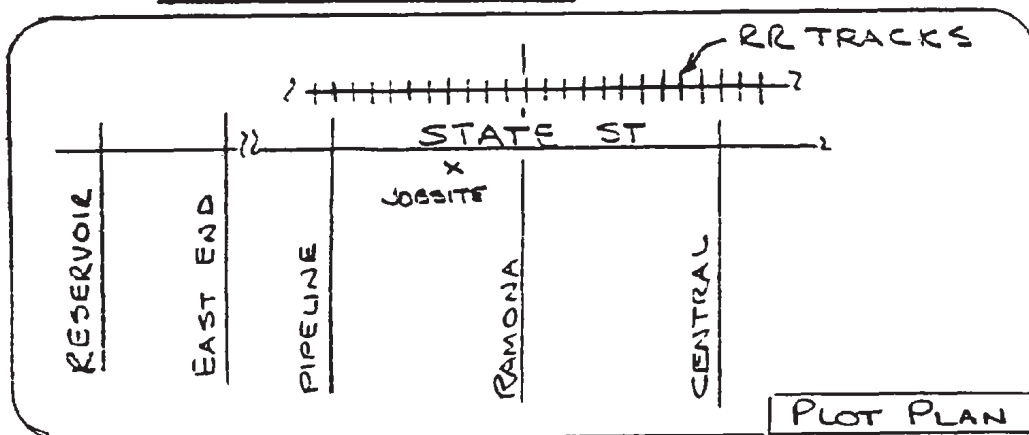 RR TRACKS
STATE ST
X
JOBSITE
RESERVOIR
EAST END
PIPELINE
RAMONA
CENTRAL
PLOT PLAN